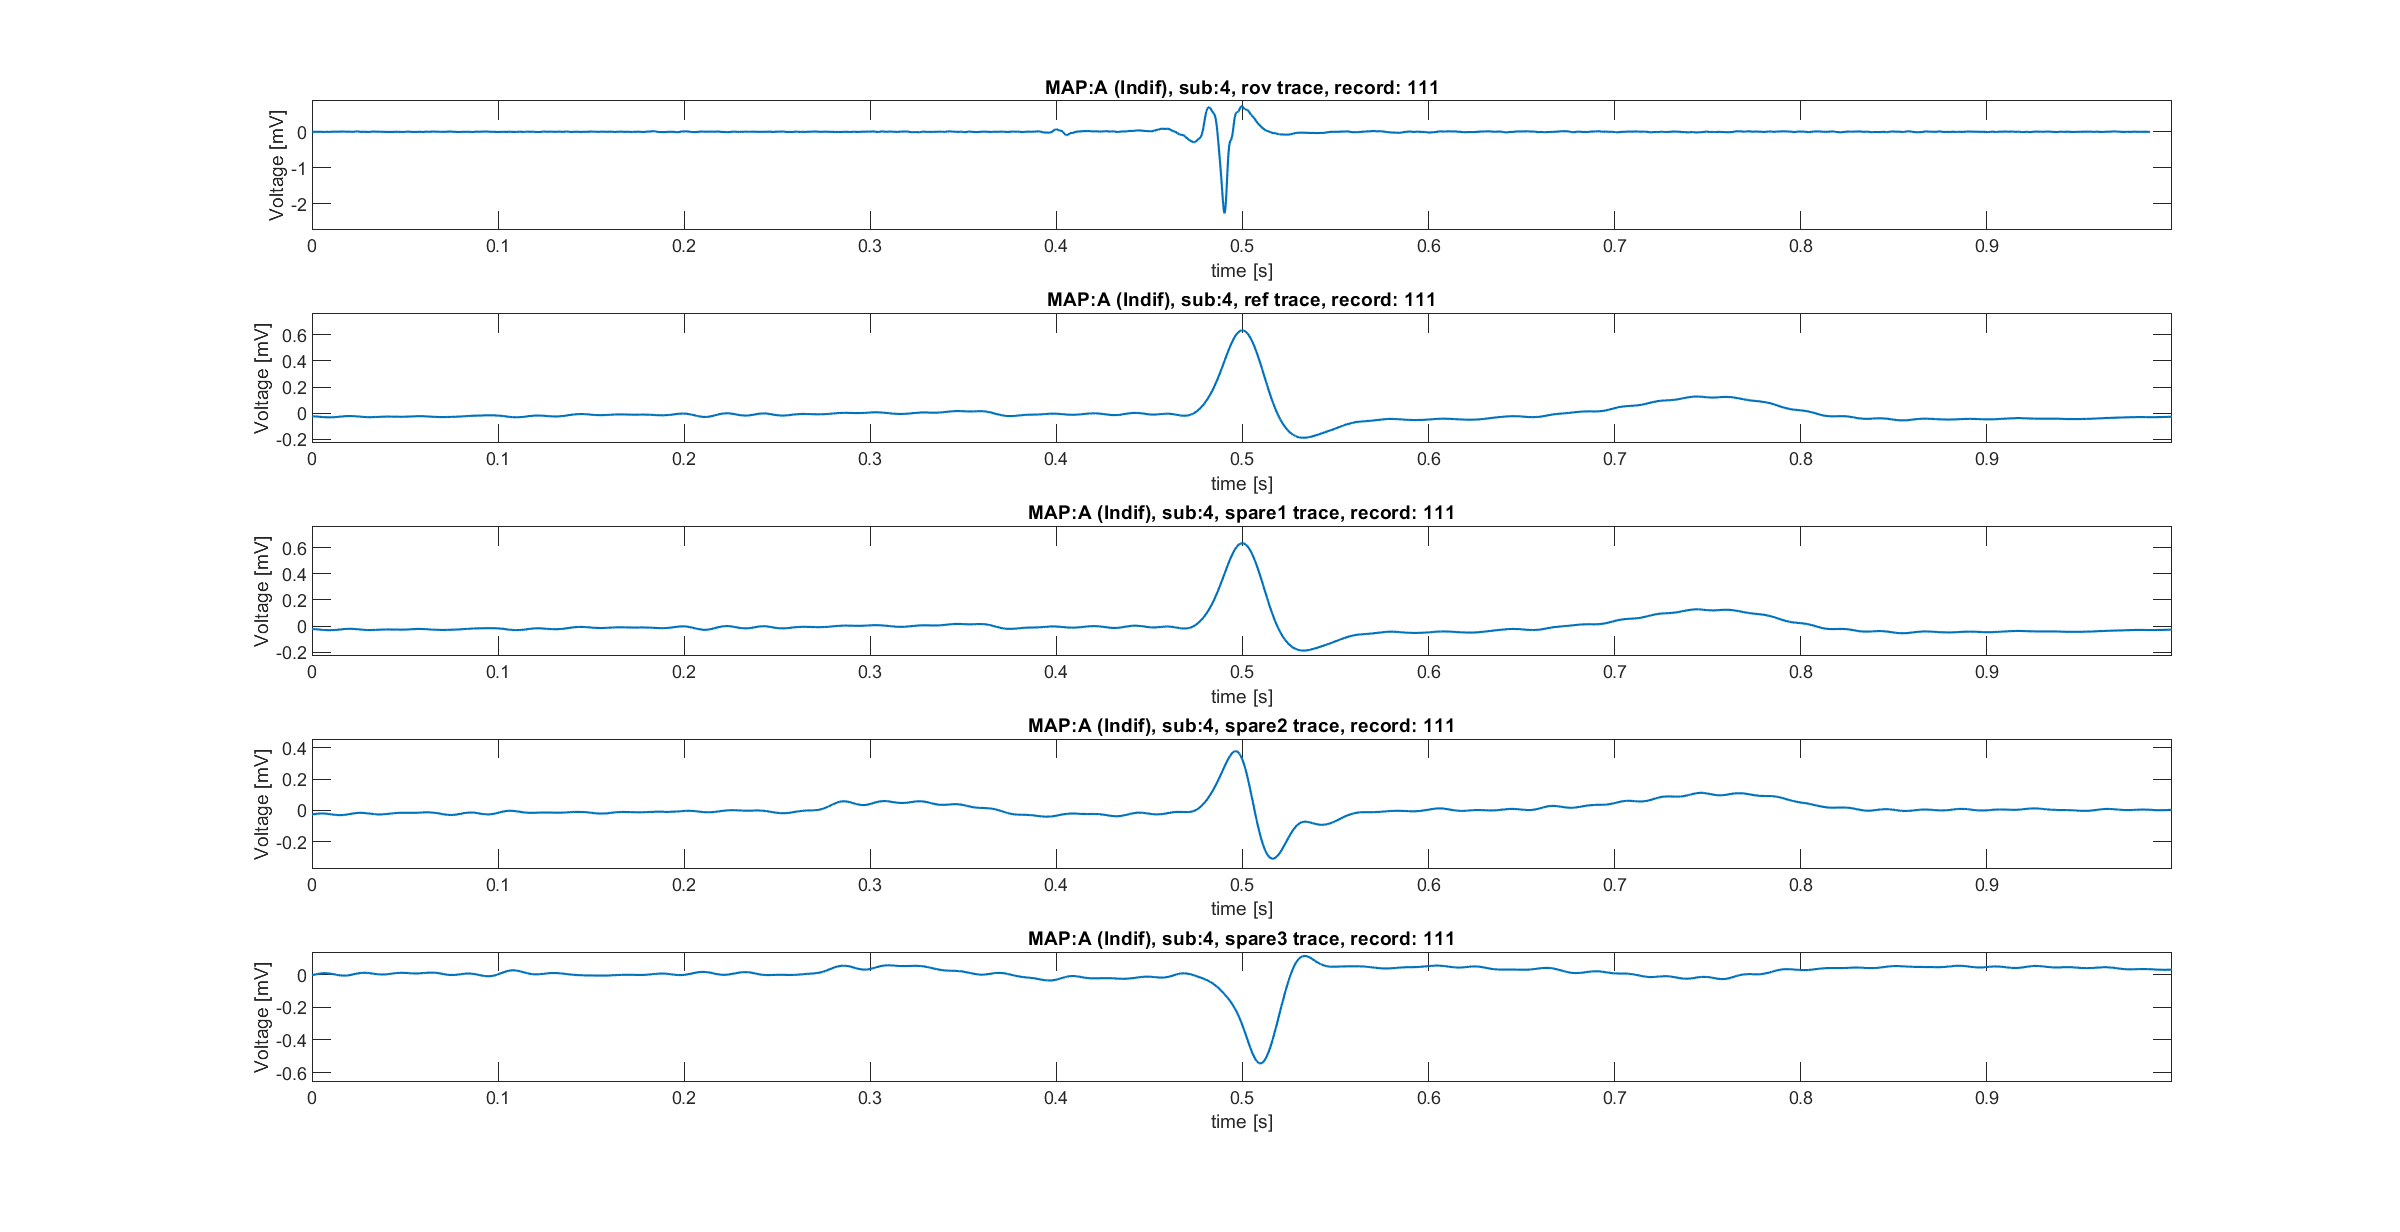 MAP:A (Indif), sub:4, rov trace, record: 111
Voltage [mV]
0
-1
-2
0 0.1 0.2 0.3 0.4 0.5 0.6 0.7 0.8 0.9
time [s]
MAP:A (Indif), sub:4, ref trace, record: 111
Voltage [mV]
0.6
0.4
0.2
0
-0.2
0 0.1 0.2 0.3 0.4 0.5 0.6 0.7 0.8 0.9
time [s]
MAP:A (Indif), sub:4, spare1 trace, record: 111
Voltage [mV]
0.6
0.4
0.2
0
-0.2
0 0.1 0.2 0.3 0.4 0.5 0.6 0.7 0.8 0.9
time [s]
MAP:A (Indif), sub:4, spare2 trace, record: 111
Voltage [mV]
0.4
0.2
0
-0.2
0 0.1 0.2 0.3 0.4 0.5 0.6 0.7 0.8 0.9
time [s]
MAP:A (Indif), sub:4, spare3 trace, record: 111
Voltage [mV]
0
-0.2
-0.4
-0.6
0 0.1 0.2 0.3 0.4 0.5 0.6 0.7 0.8 0.9
time [s]